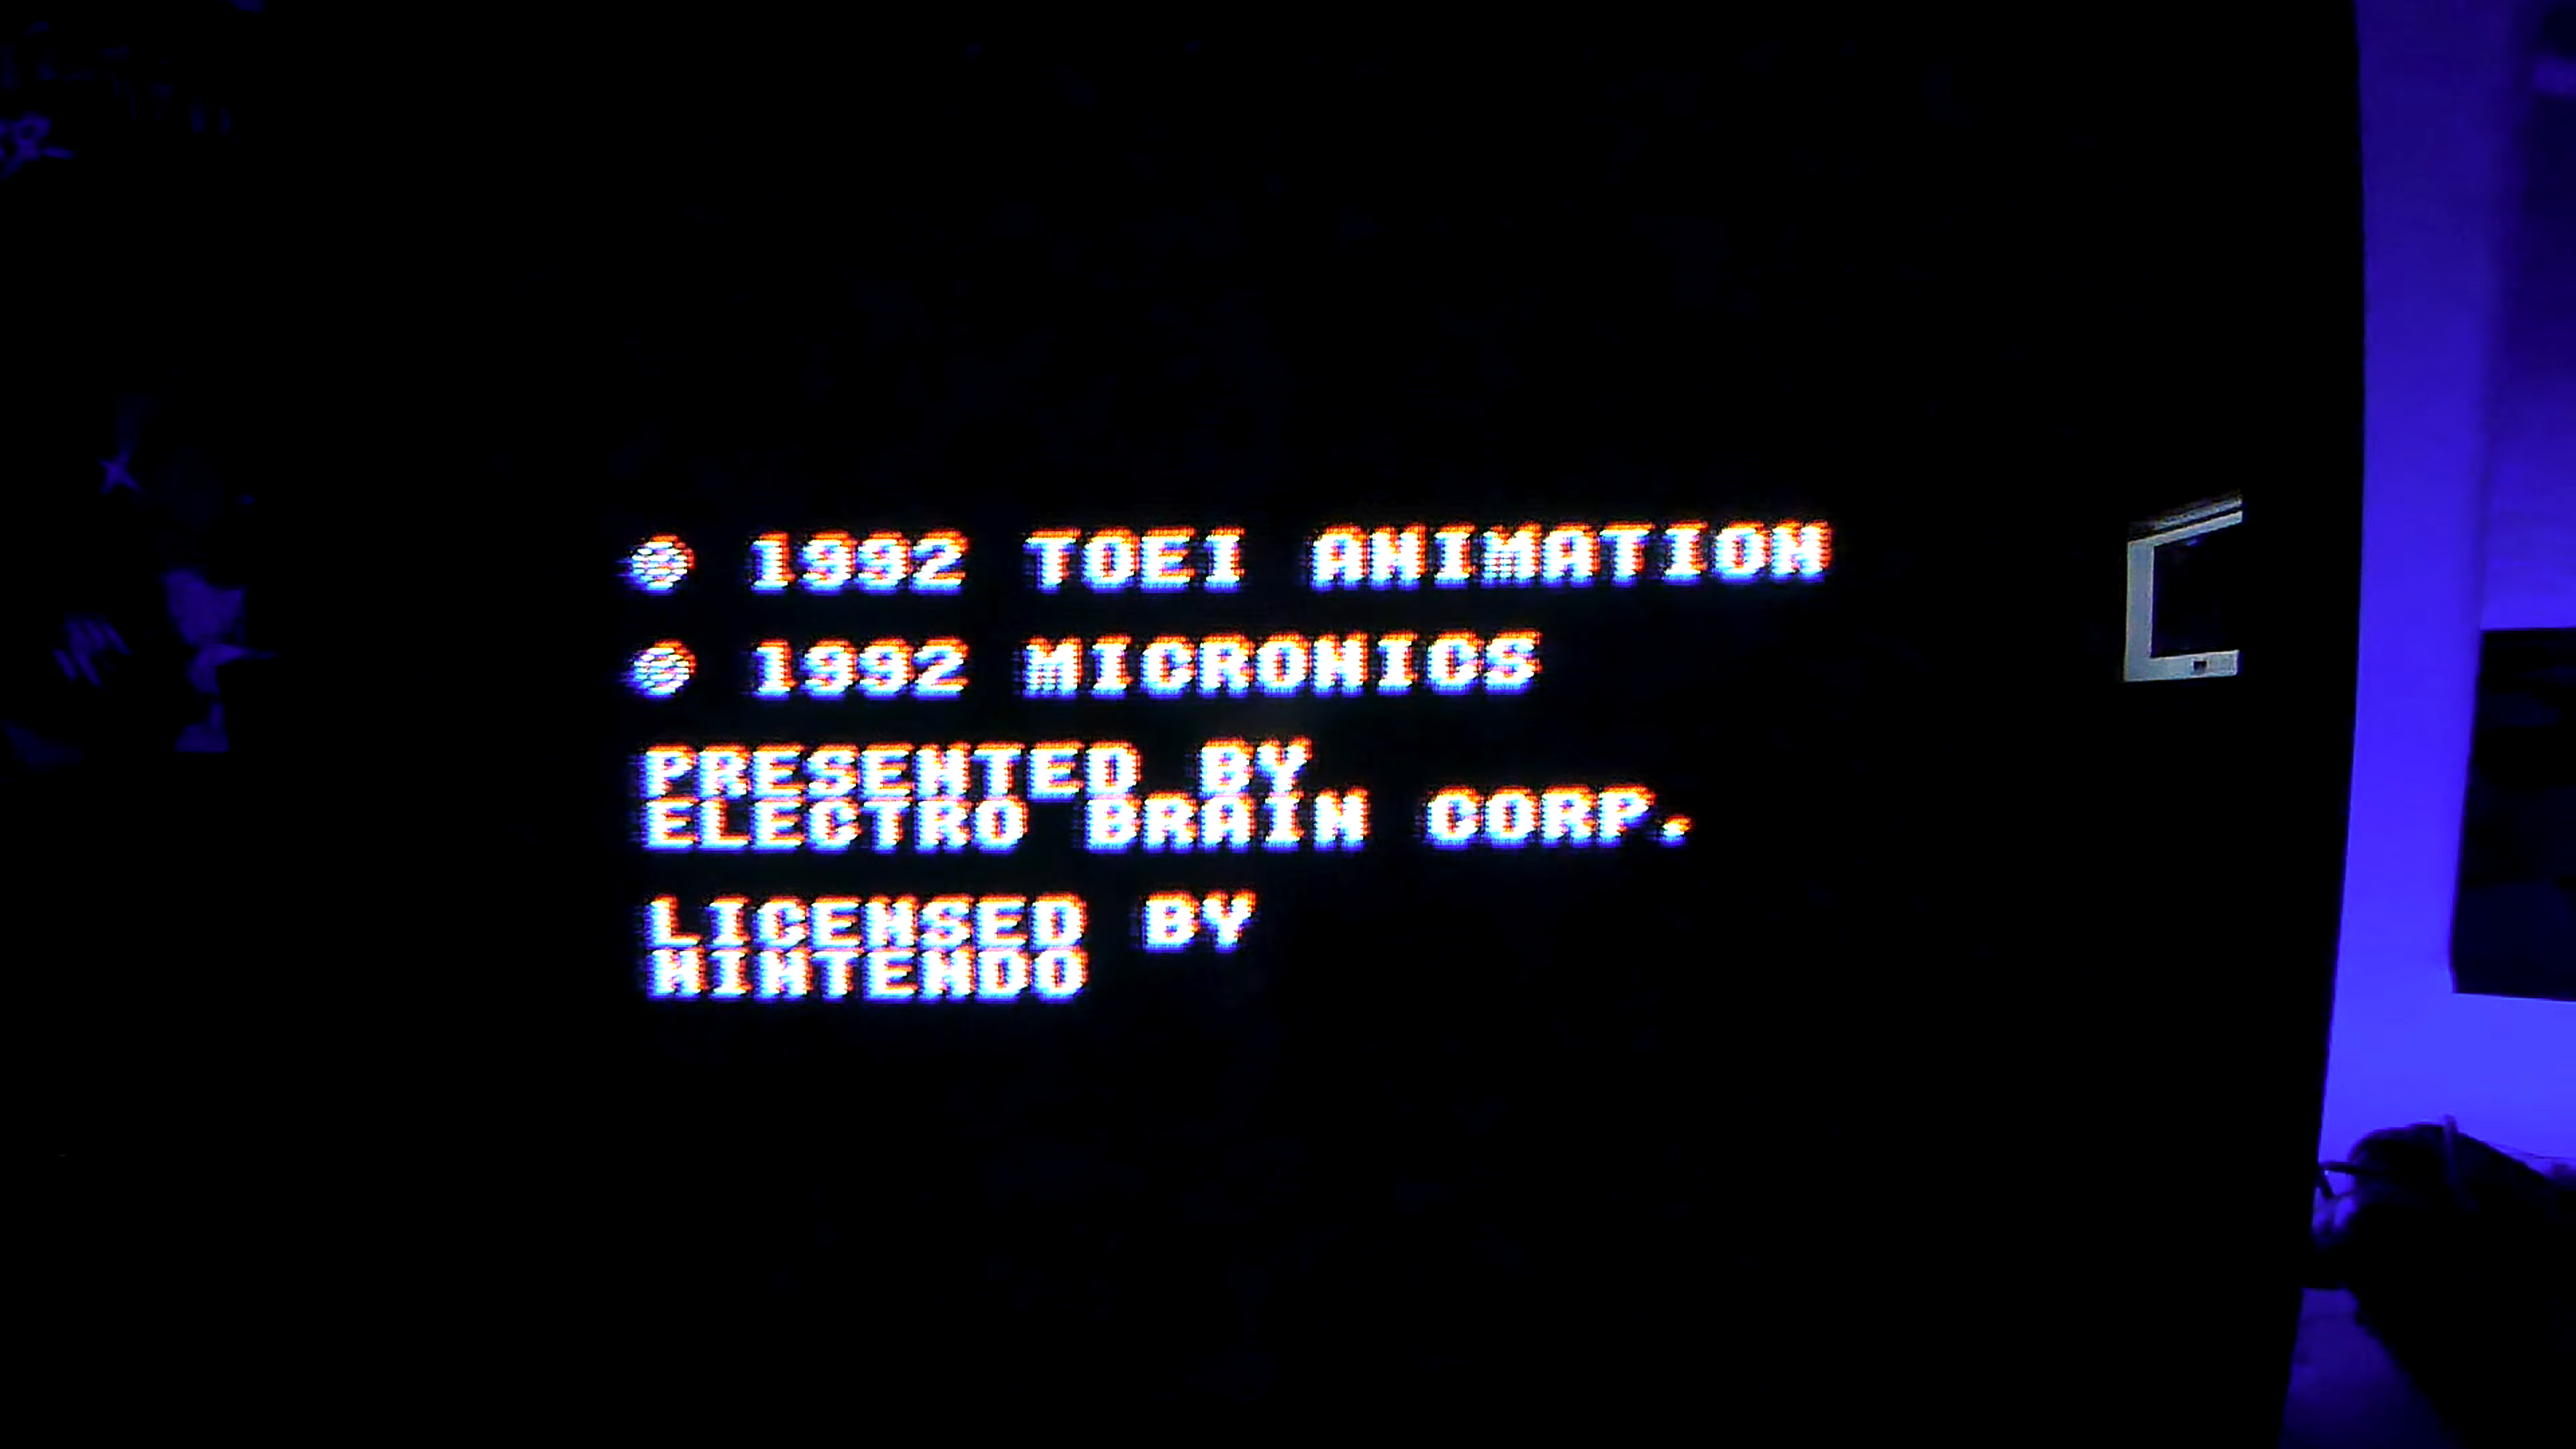 © 1992 TOEI ANIMATION
© 1992 MICRONICS
PRESENTED BY
ELECTRO BRAIN CORP.
LICENSED BY
NINTENDO